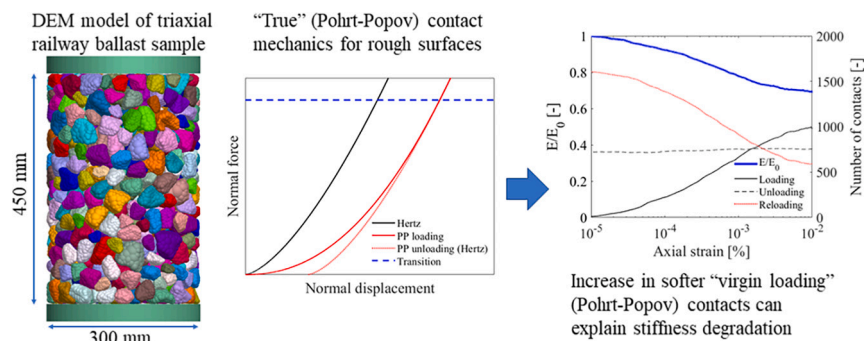 DEM model of triaxial
railway ballast sample
450 mm
300 mm
“True” (Pohrt-Popov) contact
mechanics for rough surfaces
Normal force
Hertz
PP loading
PP unloading (Hertz)
Transition
Normal displacement
E/E0 [-]
1
0.8
0.6
0.4
0.2
0
2000
1500
1000
500
0
Number of contacts [-]
E/E0
Loading
Unloading
Reloading
10-5
10-4
10-3
10-2
Axial strain [%]
Increase in softer “virgin loading”
(Pohrt-Popov) contacts can
explain stiffness degradation